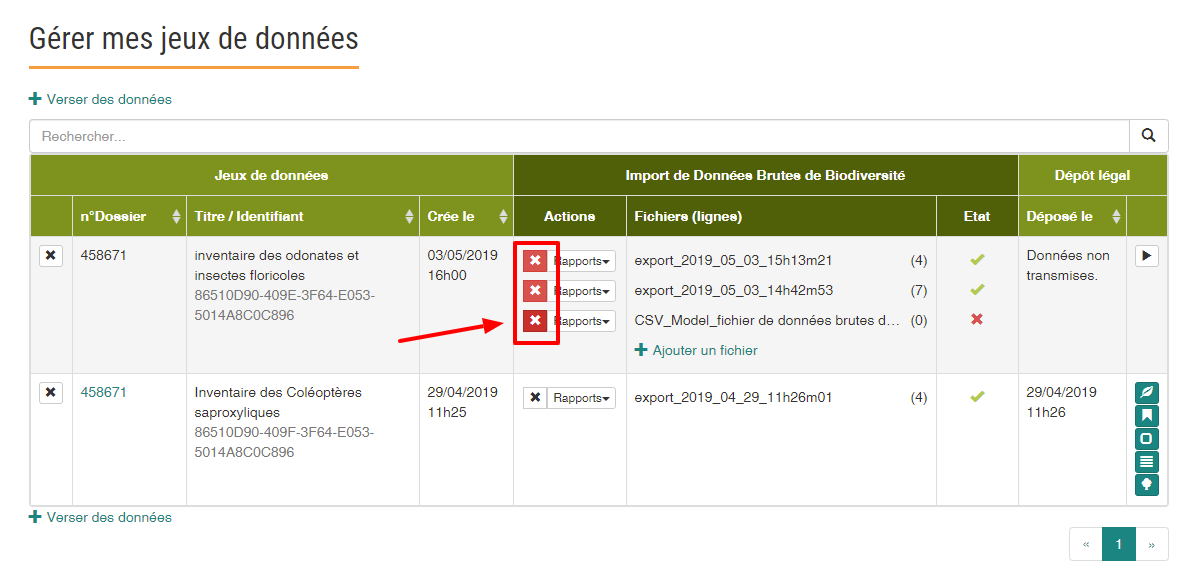 Gérer mes jeux de données
Verser des données
Rechercher...
Jeux de données Import de Données Brutes de Biodiversité Dépôt légal
n°Dossier Titre / Identifiant Crée le Actions Fichiers (lignes) Etat Déposé le
458671 inventaire des odonates et 03/05/2019 Rapports export_2019_05_03_15h13m21 (4) Données non
insectes floricoles 16h00 transmises.
86510D90-409E-3F64-E053- Rapports export_2019_05_03_14h42m53 (7)
5014A8C0C896 Rapports CSV_Model_fichier de données brutes d... (0)
Ajouter un fichier
458671 Inventaire des Coléoptères 29/04/2019 Rapports export_2019_04_29_11h26m01 (4) 29/04/2019
saproxyliques 11h25 11h26
86510D90-409F-3F64-E053-
5014A8C0C896
Verser des données
« 1 »